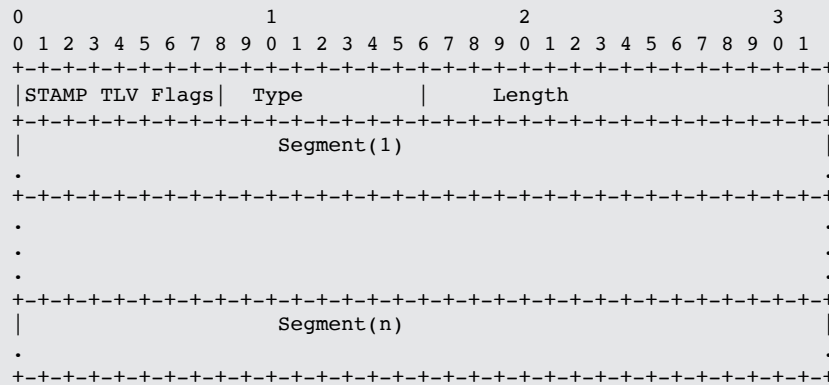 0                   1                   2                   3
0 1 2 3 4 5 6 7 8 9 0 1 2 3 4 5 6 7 8 9 0 1 2 3 4 5 6 7 8 9 0 1
+-+-+-+-+-+-+-+-+-+-+-+-+-+-+-+-+-+-+-+-+-+-+-+-+-+-+-+-+-+-+-+-+
|STAMP TLV Flags|  Type         |     Length                    |
+-+-+-+-+-+-+-+-+-+-+-+-+-+-+-+-+-+-+-+-+-+-+-+-+-+-+-+-+-+-+-+-+
|                    Segment(1)                                 |
.                                                               .
+-+-+-+-+-+-+-+-+-+-+-+-+-+-+-+-+-+-+-+-+-+-+-+-+-+-+-+-+-+-+-+-+
.                                                               .
.                                                               .
.                                                               .
+-+-+-+-+-+-+-+-+-+-+-+-+-+-+-+-+-+-+-+-+-+-+-+-+-+-+-+-+-+-+-+-+
|                    Segment(n)                                 |
.                                                               .
+-+-+-+-+-+-+-+-+-+-+-+-+-+-+-+-+-+-+-+-+-+-+-+-+-+-+-+-+-+-+-+-+